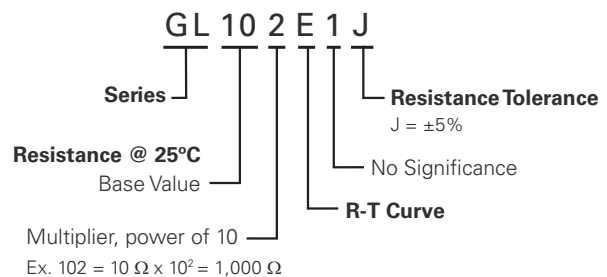 GL 10 2 E 1 J
Series
Resistance Tolerance
J = ±5%
Resistance @ 25ºC
Base Value
No Significance
R-T Curve
Multiplier, power of 10
Ex. 102 = 10 Ω x 10² = 1,000 Ω